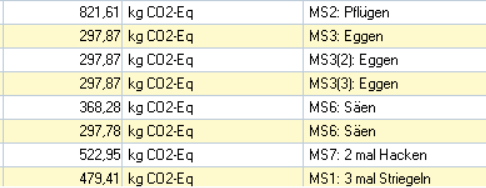 821,61 kg CO2-Eq MS2: Pflügen
297,87 kg CO2-Eq MS3: Eggen
297,87 kg CO2-Eq MS3(2): Eggen
297,87 kg CO2-Eq MS3(3): Eggen
368,28 kg CO2-Eq MS6: Säen
297,78 kg CO2-Eq MS6: Säen
522,95 kg CO2-Eq MS7: 2 mal Hacken
479,41 kg CO2-Eq MS1: 3 mal Striegeln